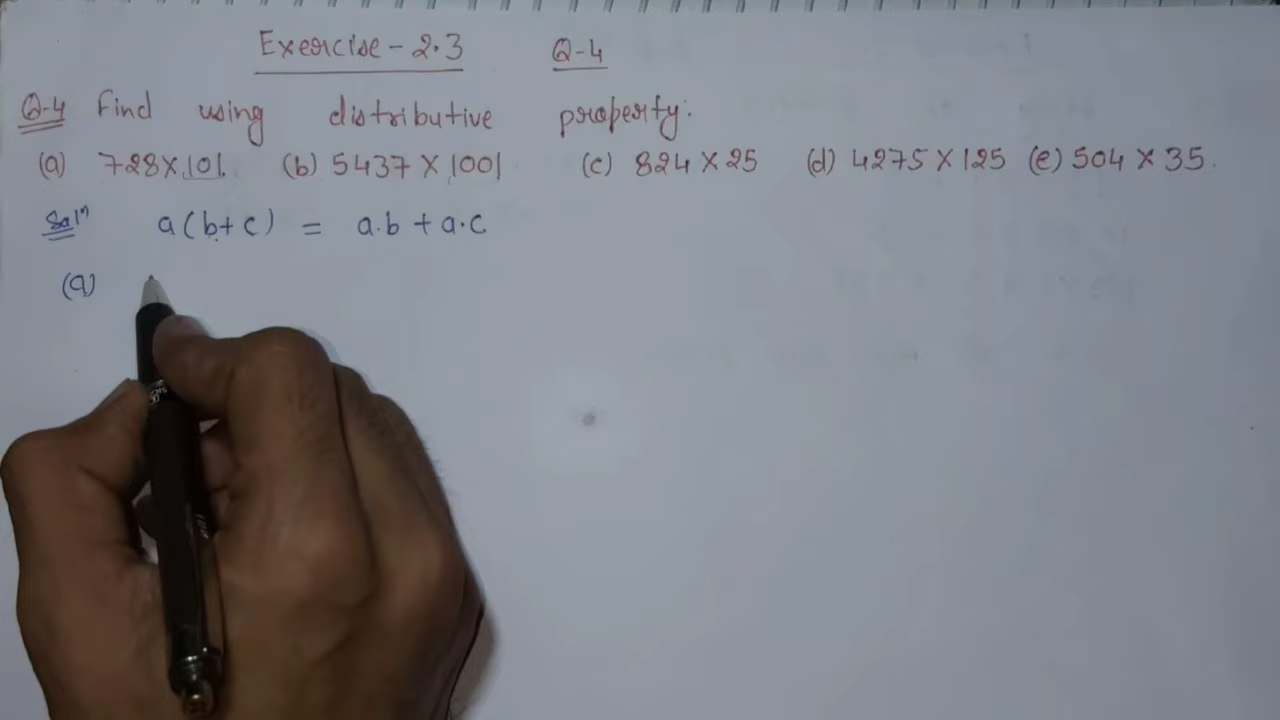 Exercise - 2.3 Q-4
Q-4 Find using distributive property:
(a) 728×101. (b) 5437 × 1001 (c) 824 × 25 (d) 4275 × 125 (e) 504 × 35.
Solⁿ a(b+c) = a.b + a.c
(a)